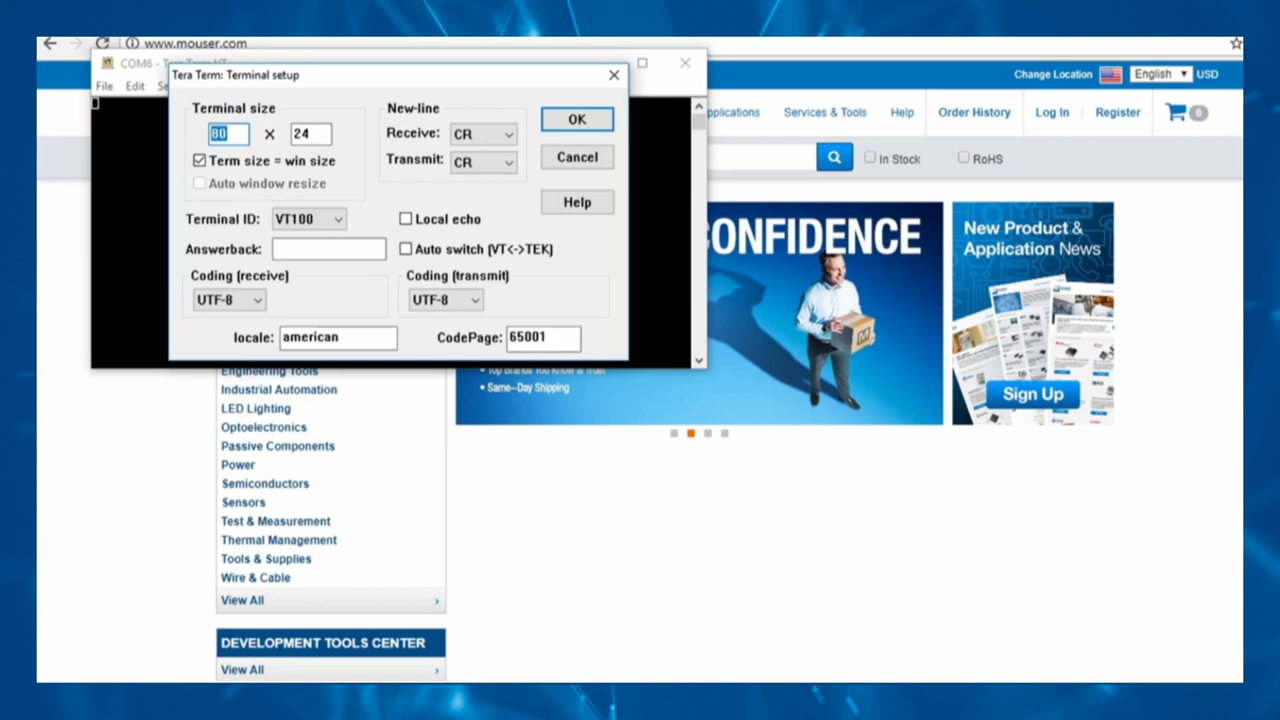 www.mouser.com
COM6 - Tera Term VT
File Edit
Tera Term: Terminal setup
Terminal size
80 X 24
Term size = win size
Auto window resize
New-line
Receive: CR
Transmit: CR
OK
Cancel
Help
Terminal ID: VT100
Local echo
Answerback:
Auto switch (VT<->TEK)
Coding (receive)
UTF-8
Coding (transmit)
UTF-8
locale: american
CodePage: 65001
Change Location English USD
Services & Tools Help Order History Log In Register 0
In Stock RoHS
CONFIDENCE
M
• Top Brands You Know & Trust
• Same-Day Shipping
New Product &
Application News
Sign Up
Engineering Tools
Industrial Automation
LED Lighting
Optoelectronics
Passive Components
Power
Semiconductors
Sensors
Test & Measurement
Thermal Management
Tools & Supplies
Wire & Cable
View All
DEVELOPMENT TOOLS CENTER
View All